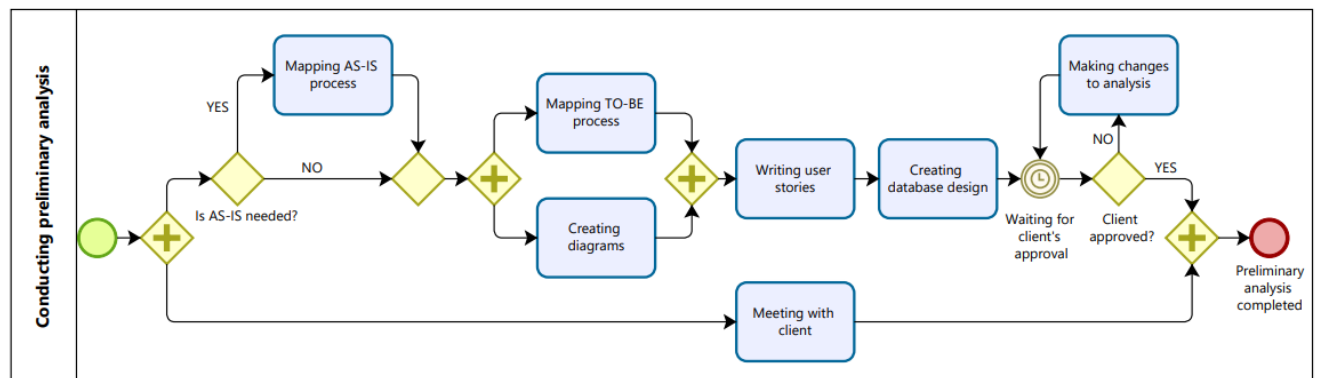 Conducting preliminary analysis
Mapping AS-IS
process
YES
NO
Is AS-IS needed?
Mapping TO-BE
process
Creating
diagrams
Writing user
stories
Creating
database design
Waiting for
client's
approval
Making changes
to analysis
NO
YES
Client
approved?
Meeting with
client
Preliminary
analysis
completed